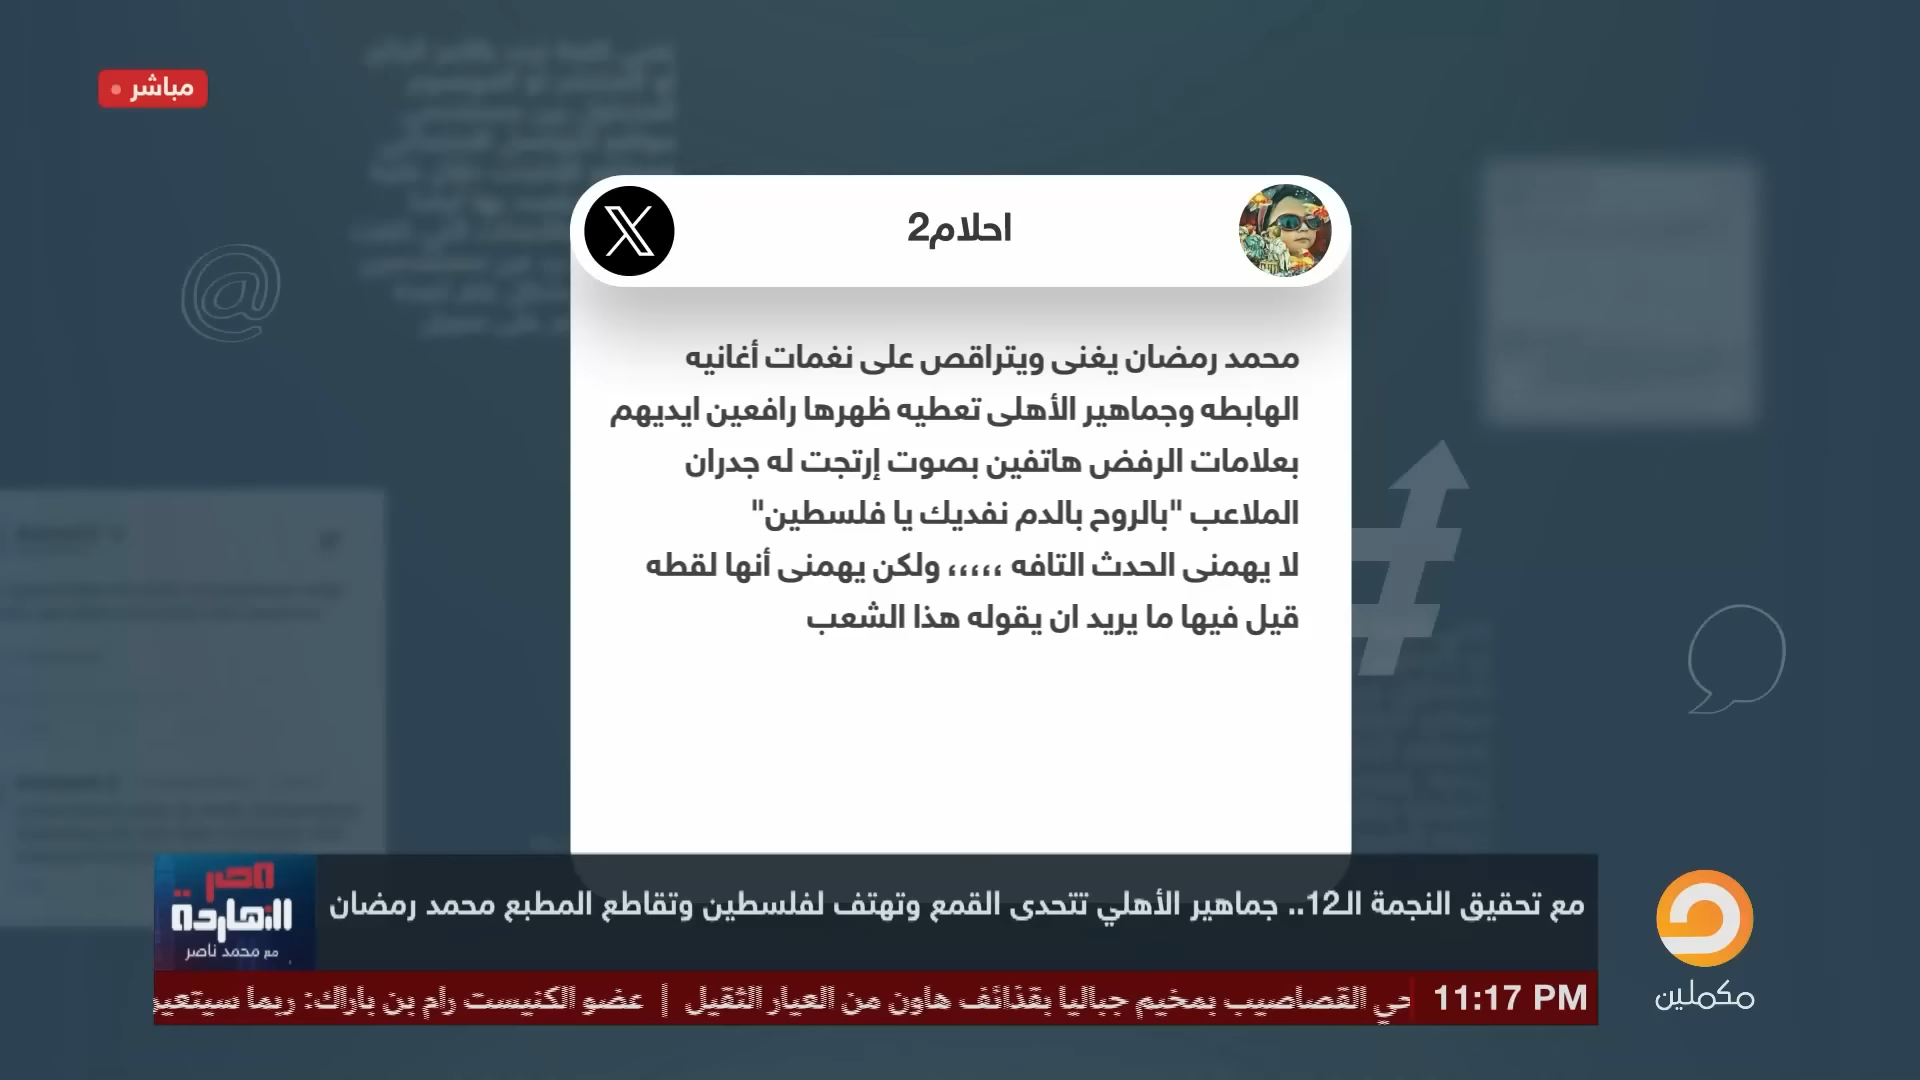 مباشر
احلام2
محمد رمضان يغنى ويتراقص على نغمات أغانيه
الهابطه وجماهير الأهلى تعطيه ظهرها رافعين ايديهم
بعلامات الرفض هاتفين بصوت إرتجت له جدران
الملاعب "بالروح بالدم نفديك يا فلسطين"
لا يهمنى الحدث التافه ،،،،، ولكن يهمنى أنها لقطه
قيل فيها ما يريد ان يقوله هذا الشعب
مع تحقيق النجمة الـ12.. جماهير الأهلي تتحدى القمع وتهتف لفلسطين وتقاطع المطبع محمد رمضان
مصر
النهاردة
مع محمد ناصر
11:17 PM
حي القصاصيب بمخيم جباليا بقذائف هاون من العيار الثقيل | عضو الكنيست رام بن باراك: ربما سيتعين
مكملين